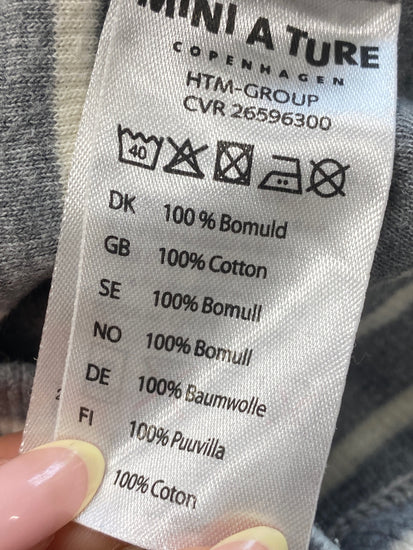 MINI A TURE
COPENHAGEN
HTM-GROUP
CVR 26596300
40
DK 100 % Bomuld
GB 100% Cotton
SE 100% Bomull
NO 100% Bomull
DE 100% Baumwolle
FI 100% Puuvilla
100% Coton